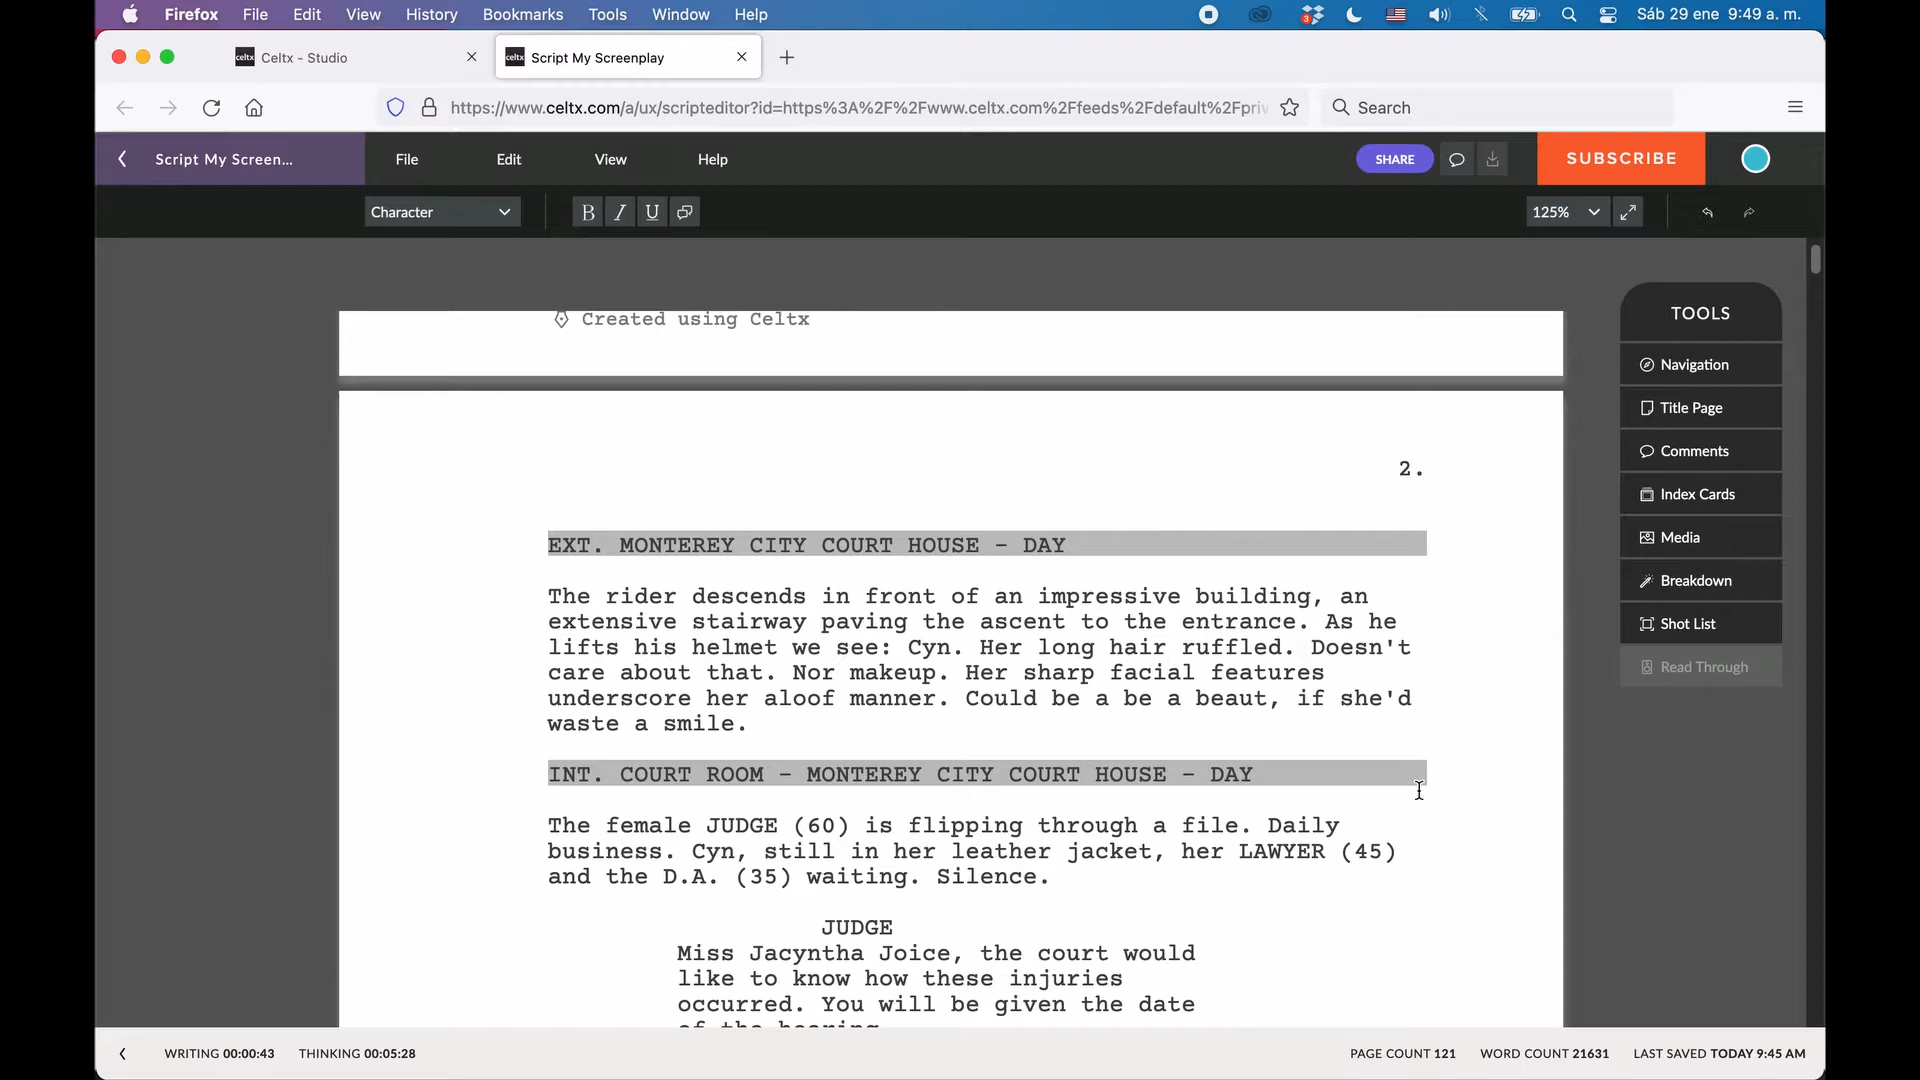 Firefox File Edit View History Bookmarks Tools Window Help 3 Sáb 29 ene 9:49 a. m.
celtx Celtx - Studio celtx Script My Screenplay
https://www.celtx.com/a/ux/scripteditor?id=https%3A%2F%2Fwww.celtx.com%2Ffeeds%2Fdefault%2Fpriv Search
Script My Screen... File Edit View Help SHARE SUBSCRIBE
Character B I U 125%
TOOLS
Navigation
Title Page
Comments
Index Cards
Media
Breakdown
Shot List
Read Through
Created using Celtx
2.
EXT. MONTEREY CITY COURT HOUSE - DAY
The rider descends in front of an impressive building, an
extensive stairway paving the ascent to the entrance. As he
lifts his helmet we see: Cyn. Her long hair ruffled. Doesn't
care about that. Nor makeup. Her sharp facial features
underscore her aloof manner. Could be a be a beaut, if she'd
waste a smile.
INT. COURT ROOM - MONTEREY CITY COURT HOUSE - DAY
The female JUDGE (60) is flipping through a file. Daily
business. Cyn, still in her leather jacket, her LAWYER (45)
and the D.A. (35) waiting. Silence.
JUDGE
Miss Jacyntha Joice, the court would
like to know how these injuries
occurred. You will be given the date
of the hearing
WRITING 00:00:43 THINKING 00:05:28 PAGE COUNT 121 WORD COUNT 21631 LAST SAVED TODAY 9:45 AM